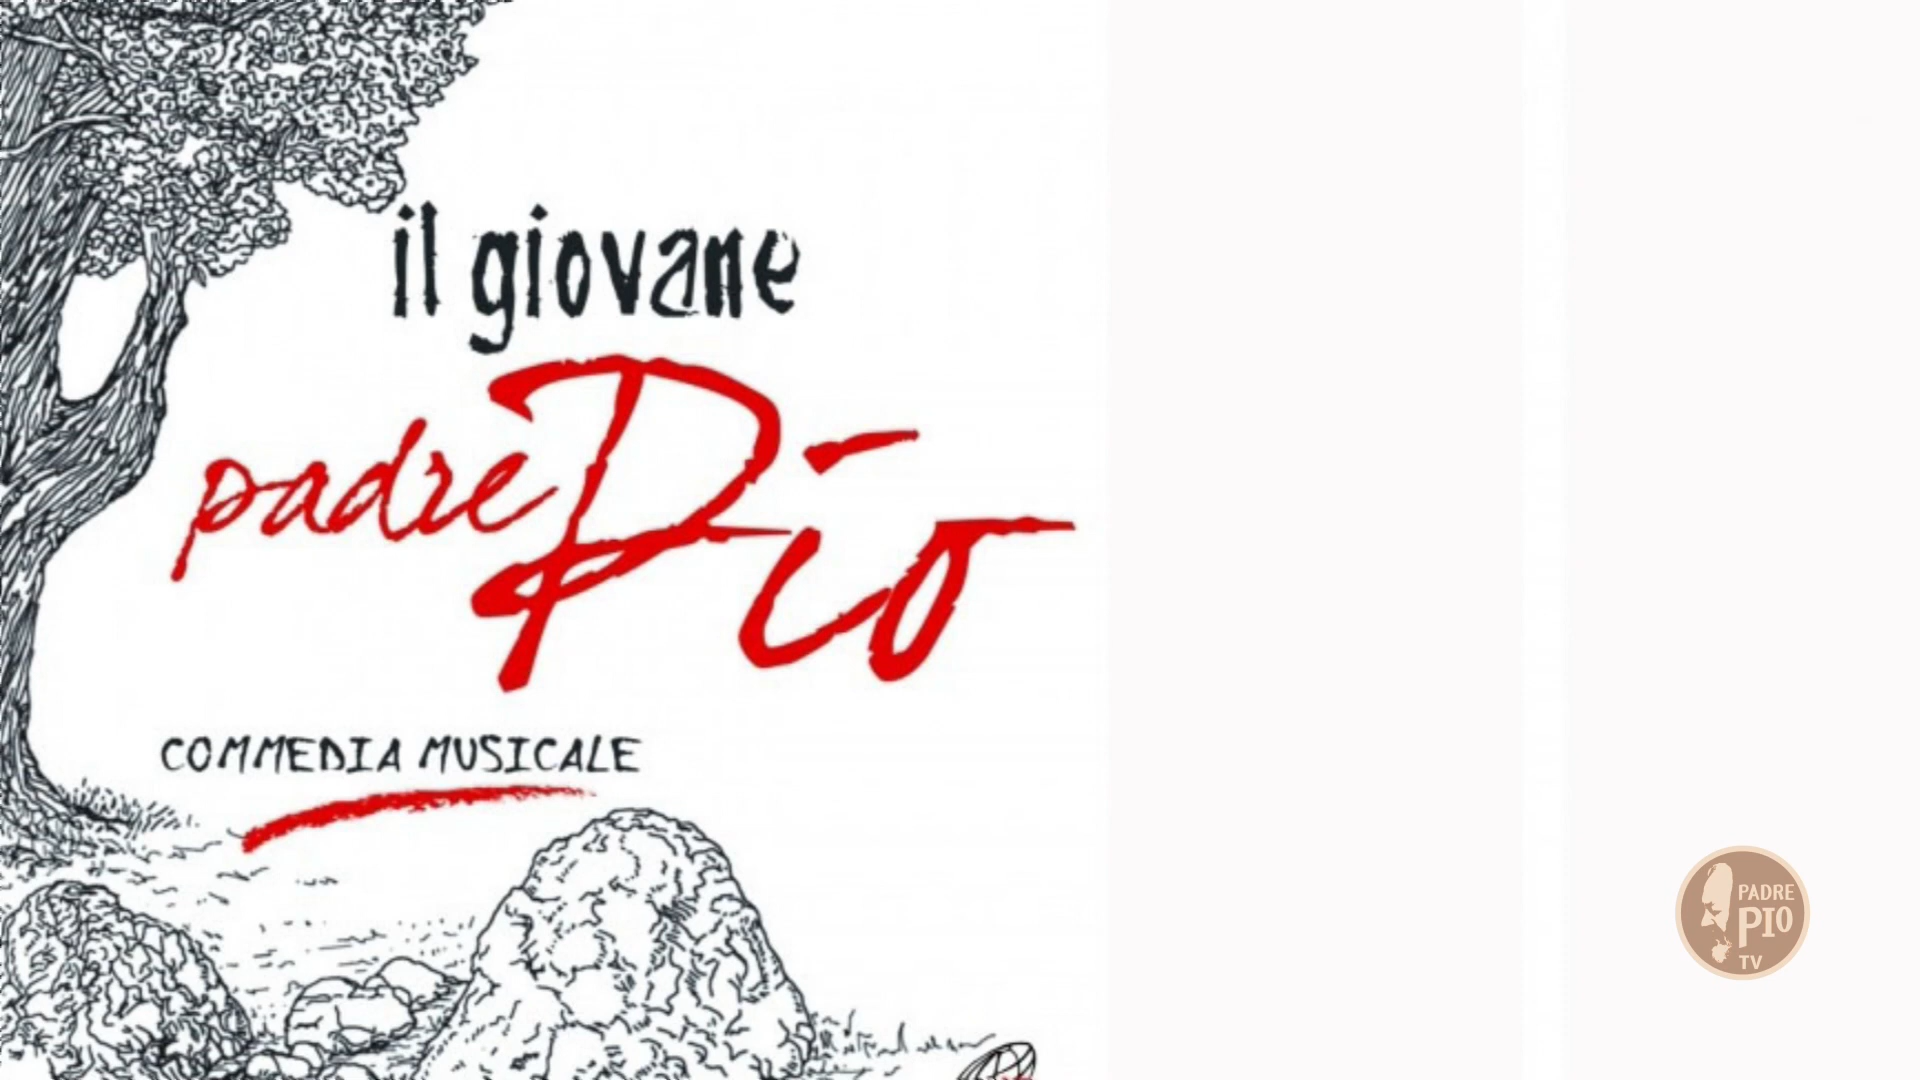 il giovane
padre Pio
COMMEDIA MUSICALE
PADRE
PIO
TV